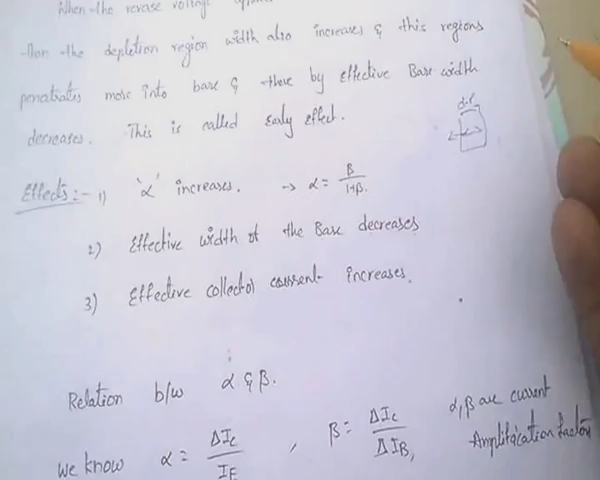 When the reverse voltage
then the depletion region width also increases & this regions
penatrates more into base & there by effective Base width
decreases. This is called Early effect.
Effects :- 1) 'α' increases. → α = β/1+β.
2) Effective width of the Base decreases
3) Effective collector current increases.
Relation b/w α & β.
we know α = ΔIc/IE , β = ΔIc/ΔIB, α, β are current
Amplification factors